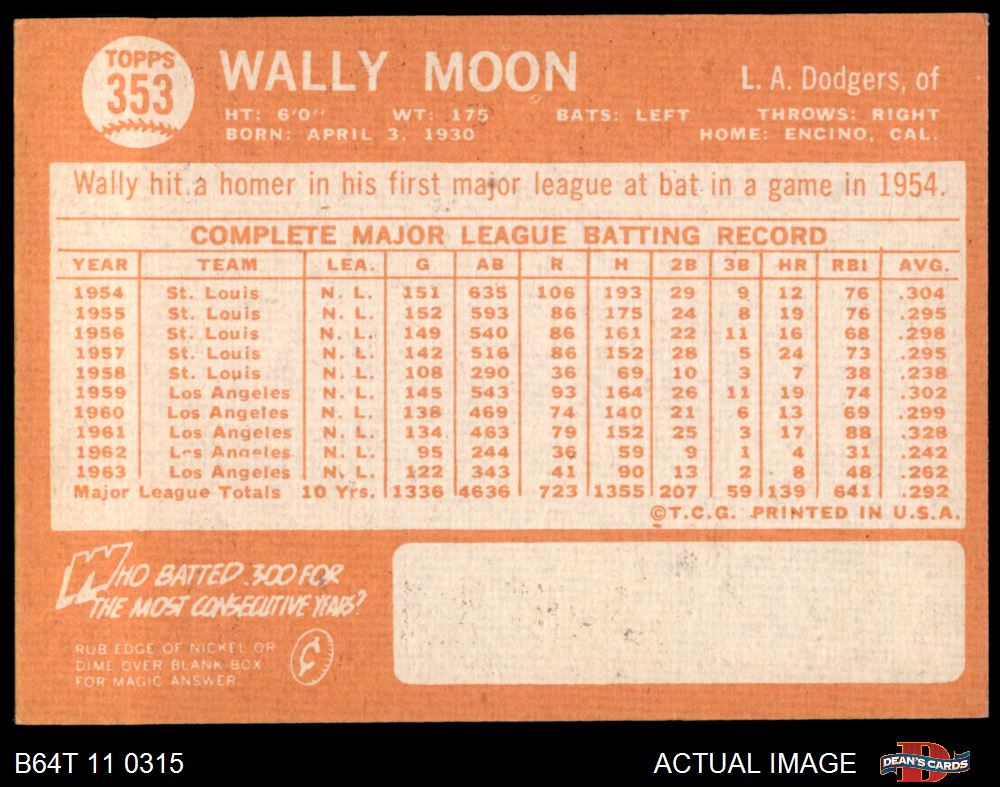 TOPPS
353
WALLY MOON
L. A. Dodgers, of
HT: 6'0" WT: 175 BATS: LEFT THROWS: RIGHT
BORN: APRIL 3, 1930 HOME: ENCINO, CAL.
Wally hit a homer in his first major league at bat in a game in 1954.
COMPLETE MAJOR LEAGUE BATTING RECORD
YEAR TEAM LEA. G AB R H 2B 3B HR RBI AVG.
1954 St. Louis N. L. 151 635 106 193 29 9 12 76 .304
1955 St. Louis N. L. 152 593 86 175 24 8 19 76 .295
1956 St. Louis N. L. 149 540 86 161 22 11 16 68 .298
1957 St. Louis N. L. 142 516 86 152 28 5 24 73 .295
1958 St. Louis N. L. 108 290 36 69 10 3 7 38 .238
1959 Los Angeles N. L. 145 543 93 164 26 11 19 74 .302
1960 Los Angeles N. L. 138 469 74 140 21 6 13 69 .299
1961 Los Angeles N. L. 134 463 79 152 25 3 17 88 .328
1962 Los Angeles N. L. 95 244 36 59 9 1 4 31 .242
1963 Los Angeles N. L. 122 343 41 90 13 2 8 48 .262
Major League Totals 10 Yrs. 1336 4636 723 1355 207 59 139 641 .292
©T.C.G. PRINTED IN U.S.A.
WHO BATTED .300 FOR
THE MOST CONSECUTIVE YEARS?
RUB EDGE OF NICKEL OR
DIME OVER BLANK BOX
FOR MAGIC ANSWER
¢
B64T 11 0315
ACTUAL IMAGE
DEAN'S CARDS